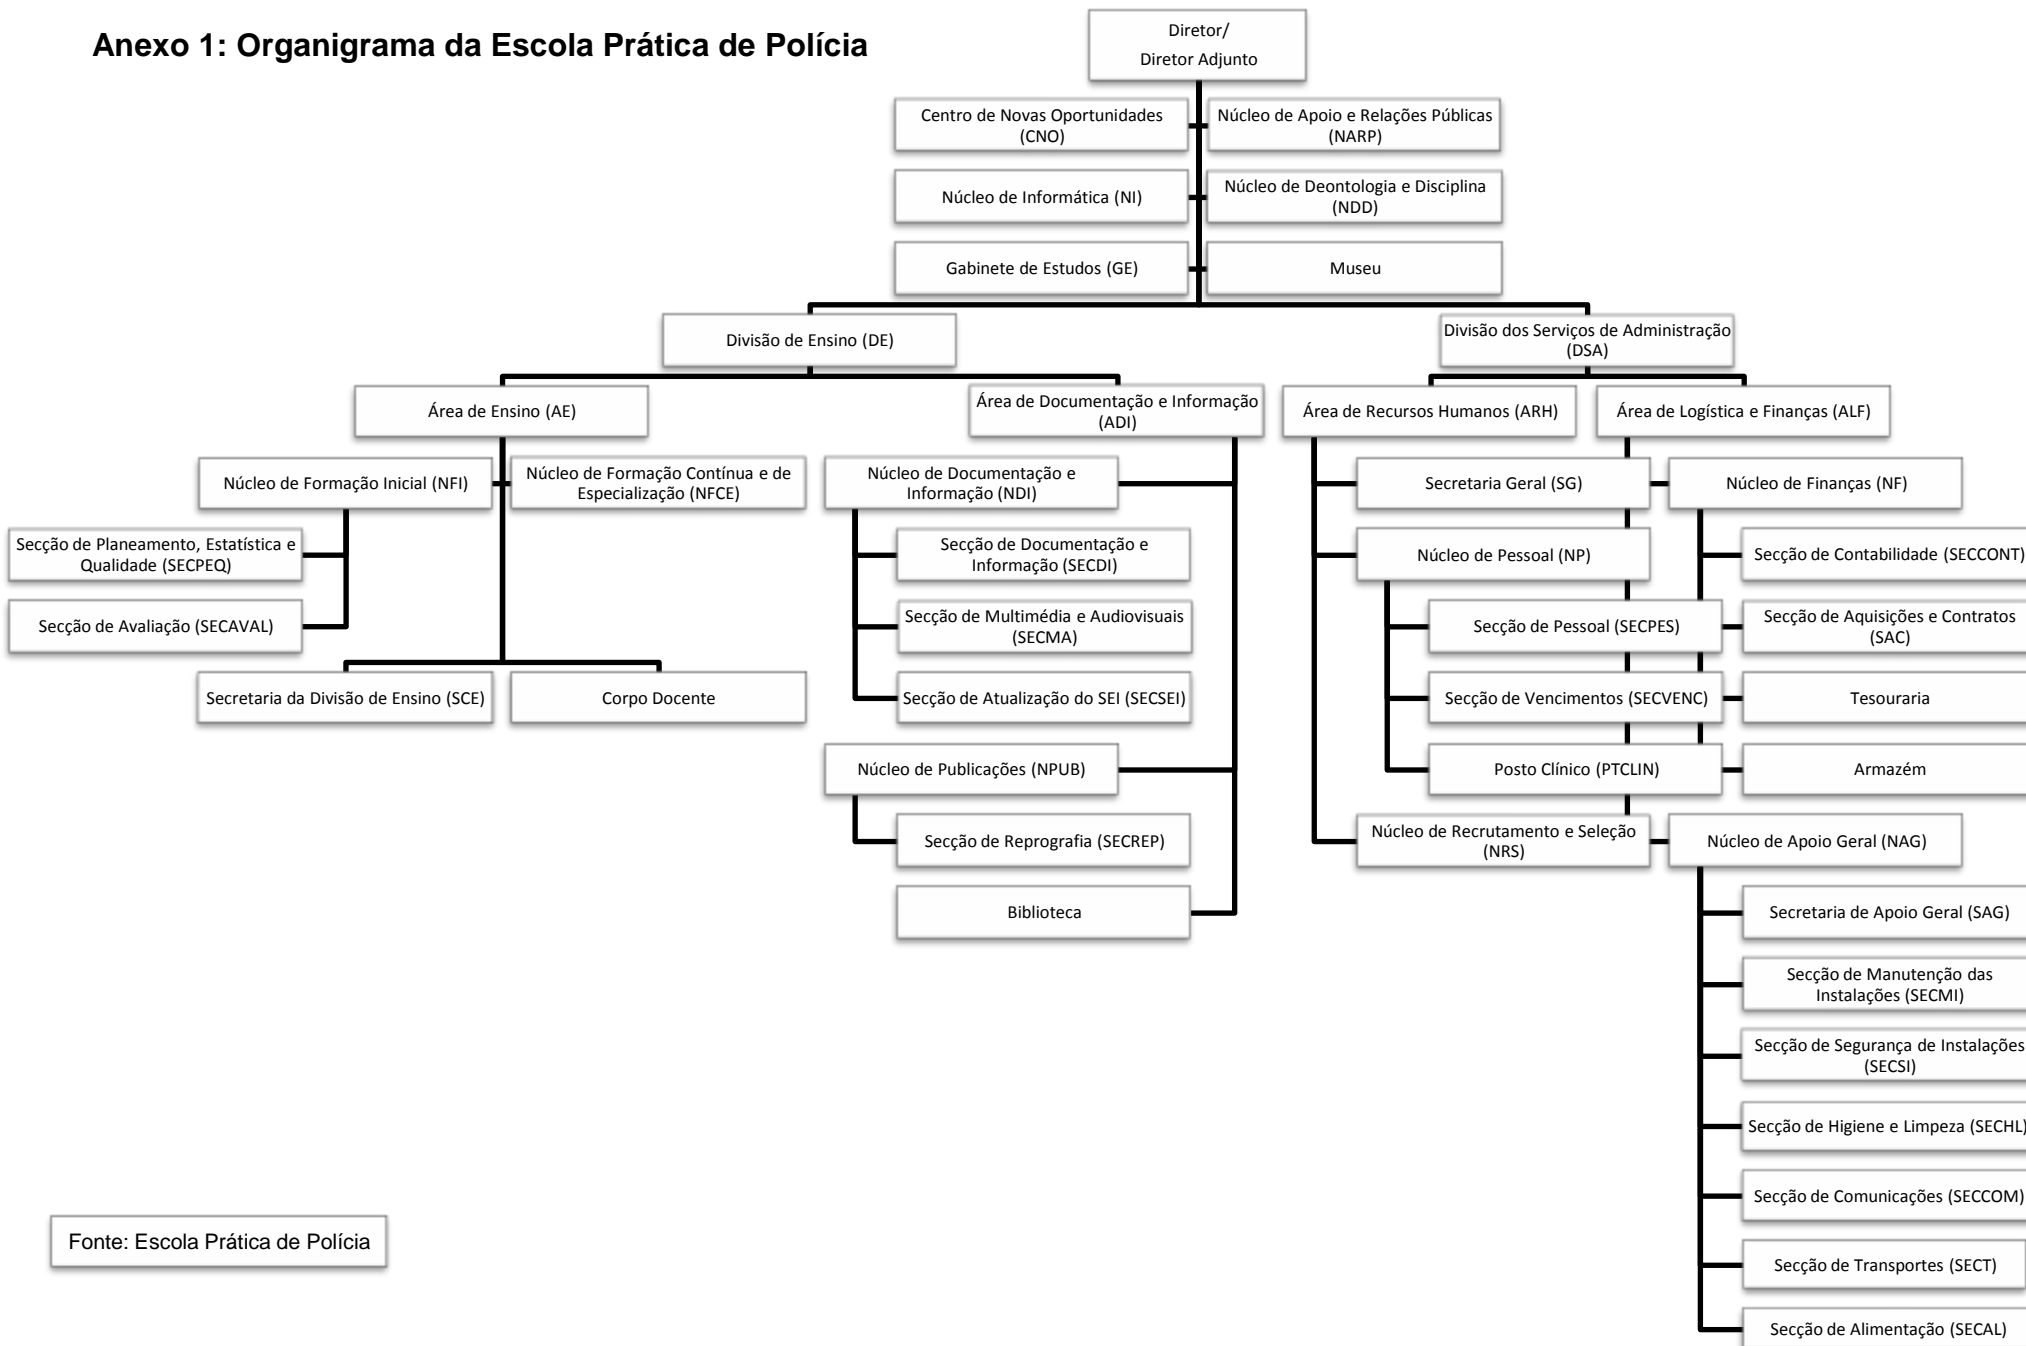 Anexo 1: Organigrama da Escola Prática de Polícia
Diretor/
Diretor Adjunto
Centro de Novas Oportunidades
(CNO)
Núcleo de Apoio e Relações Públicas
(NARP)
Núcleo de Informática (NI)
Núcleo de Deontologia e Disciplina
(NDD)
Gabinete de Estudos (GE)
Museu
Divisão de Ensino (DE)
Divisão dos Serviços de Administração
(DSA)
Área de Ensino (AE)
Área de Documentação e Informação
(ADI)
Área de Recursos Humanos (ARH)
Área de Logística e Finanças (ALF)
Núcleo de Formação Inicial (NFI)
Núcleo de Formação Contínua e de
Especialização (NFCE)
Secção de Planeamento, Estatística e
Qualidade (SECPEQ)
Secção de Avaliação (SECAVAL)
Secretaria da Divisão de Ensino (SCE)
Corpo Docente
Núcleo de Documentação e
Informação (NDI)
Secção de Documentação e
Informação (SECDI)
Secção de Multimédia e Audiovisuais
(SECMA)
Secção de Atualização do SEI (SECSEI)
Núcleo de Publicações (NPUB)
Secção de Reprografia (SECREP)
Biblioteca
Secretaria Geral (SG)
Núcleo de Pessoal (NP)
Secção de Pessoal (SECPES)
Secção de Vencimentos (SECVENC)
Posto Clínico (PTCLIN)
Núcleo de Recrutamento e Seleção
(NRS)
Núcleo de Finanças (NF)
Secção de Contabilidade (SECCONT)
Secção de Aquisições e Contratos
(SAC)
Tesouraria
Armazém
Núcleo de Apoio Geral (NAG)
Secretaria de Apoio Geral (SAG)
Secção de Manutenção das
Instalações (SECMI)
Secção de Segurança de Instalações
(SECSI)
Secção de Higiene e Limpeza (SECHL)
Secção de Comunicações (SECCOM)
Secção de Transportes (SECT)
Secção de Alimentação (SECAL)
Fonte: Escola Prática de Polícia